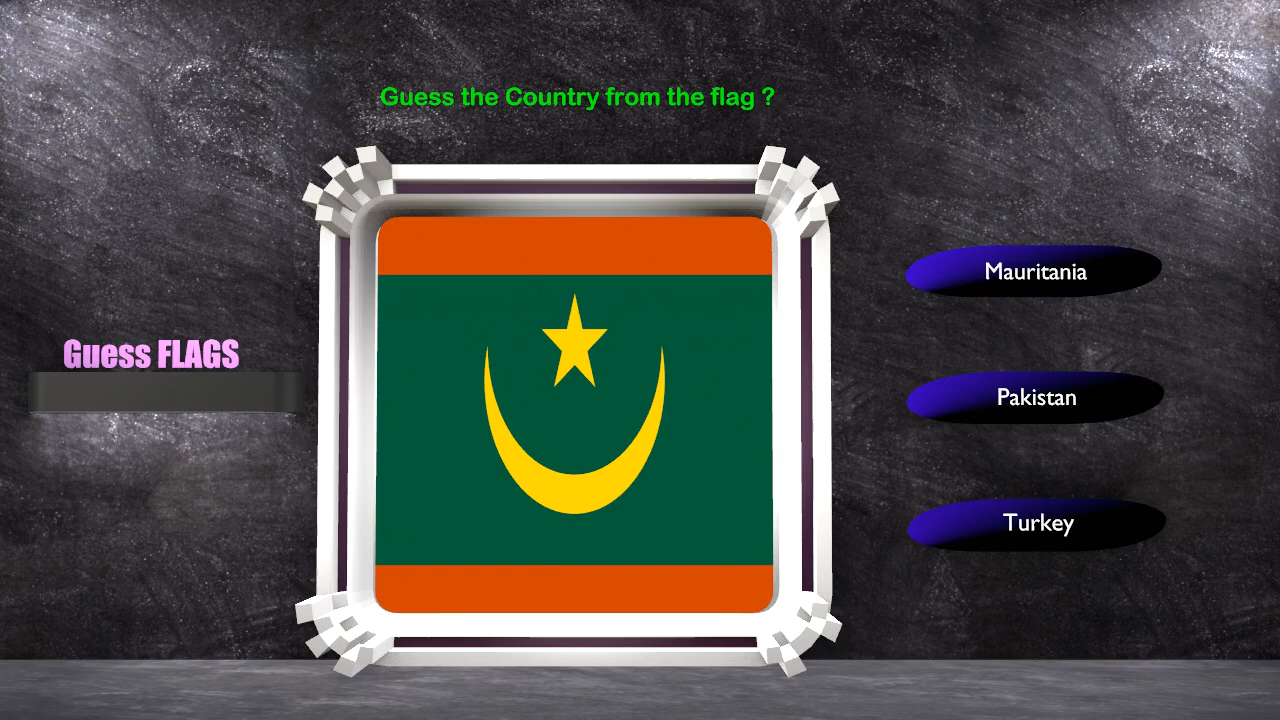 Guess the Country from the flag ?
Guess FLAGS
Mauritania
Pakistan
Turkey